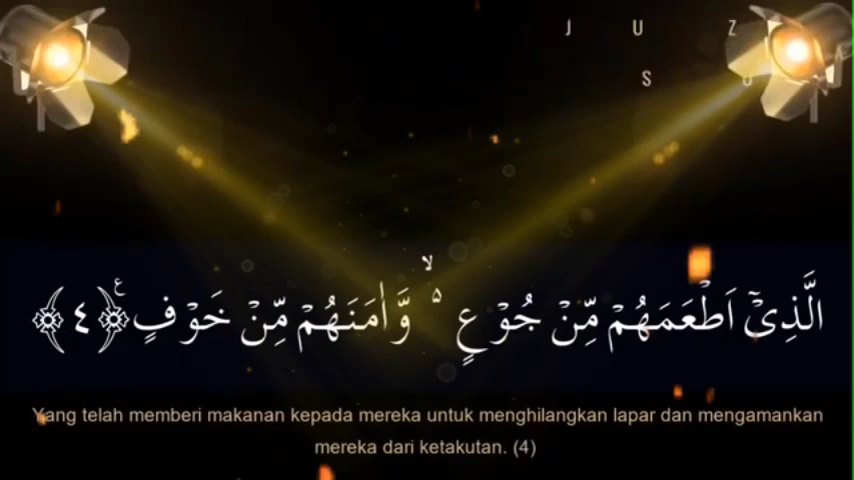 J U Z
S U
الَّذِيْٓ اَطْعَمَهُمْ مِّنْ جُوْعٍ ەۙ وَّاٰمَنَهُمْ مِّنْ خَوْفٍ ࣖ ﴿٤﴾
Yang telah memberi makanan kepada mereka untuk menghilangkan lapar dan mengamankan
mereka dari ketakutan. (4)